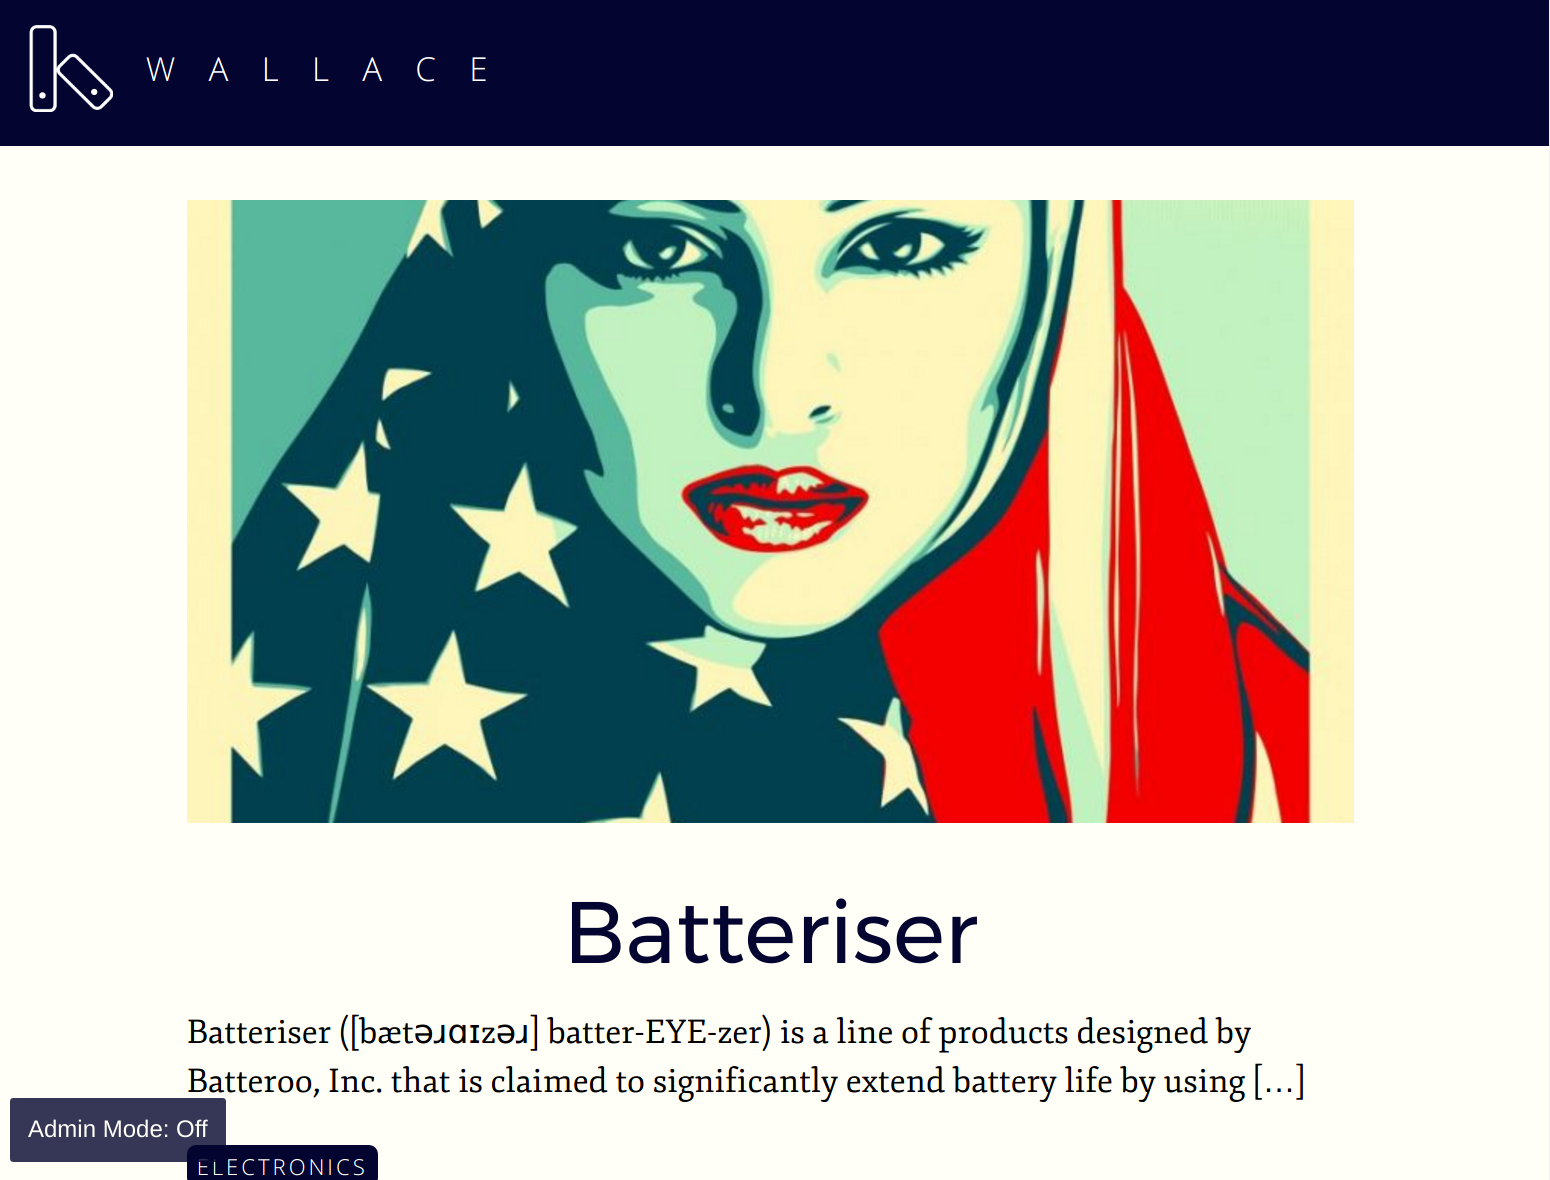 WALLACE
Batteriser
Batteriser ([bætəɹɑɪzəɹ] batter-EYE-zer) is a line of products designed by
Batteroo, Inc. that is claimed to significantly extend battery life by using […]
Admin Mode: Off
ELECTRONICS